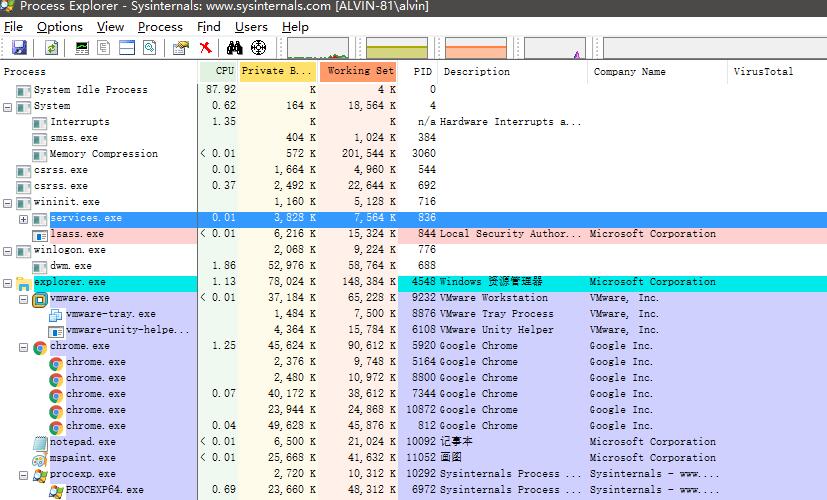 Process Explorer - Sysinternals: www.sysinternals.com [ALVIN-81\alvin]
File Options View Process Find Users Help
Process CPU Private B... Working Set PID Description Company Name VirusTotal
System Idle Process 87.92 K 4 K 0
System 0.62 164 K 18,564 K 4
Interrupts 1.35 K K n/a Hardware Interrupts a...
smss.exe 404 K 1,024 K 384
Memory Compression < 0.01 572 K 201,544 K 3060
csrss.exe 0.01 1,664 K 4,960 K 544
csrss.exe 0.37 2,492 K 22,644 K 692
wininit.exe 1,160 K 5,128 K 716
services.exe 0.01 3,828 K 7,564 K 836
lsass.exe < 0.01 6,216 K 15,324 K 844 Local Security Author... Microsoft Corporation
winlogon.exe 2,068 K 9,224 K 776
dwm.exe 1.86 52,976 K 58,764 K 688
explorer.exe 1.13 78,024 K 148,384 K 4548 Windows 资源管理器 Microsoft Corporation
vmware.exe < 0.01 37,184 K 65,228 K 9232 VMware Workstation VMware, Inc.
vmware-tray.exe 1,484 K 7,500 K 8876 VMware Tray Process VMware, Inc.
vmware-unity-helpe... 4,364 K 15,784 K 6108 VMware Unity Helper VMware, Inc.
chrome.exe 1.25 45,624 K 90,612 K 5920 Google Chrome Google Inc.
chrome.exe 2,376 K 9,748 K 5164 Google Chrome Google Inc.
chrome.exe 2,480 K 10,972 K 8800 Google Chrome Google Inc.
chrome.exe 0.07 40,172 K 38,612 K 7344 Google Chrome Google Inc.
chrome.exe 23,944 K 24,868 K 10872 Google Chrome Google Inc.
chrome.exe 0.04 49,628 K 45,876 K 812 Google Chrome Google Inc.
notepad.exe < 0.01 6,500 K 21,024 K 10092 记事本 Microsoft Corporation
mspaint.exe < 0.01 25,668 K 41,632 K 11052 画图 Microsoft Corporation
procexp.exe 2,720 K 10,312 K 10292 Sysinternals Process ... Sysinternals - www....
PROCEXP64.exe 0.69 23,660 K 48,312 K 6972 Sysinternals Process ... Sysinternals - www....